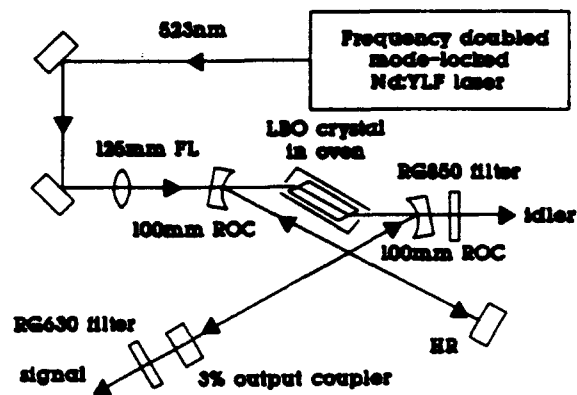 523nm
Frequency doubled
mode-locked
Nd:YLF laser
LBO crystal
in oven
125mm FL
RG850 filter
idler
100mm ROC
100mm ROC
RG630 filter
HR
signal
3% output coupler